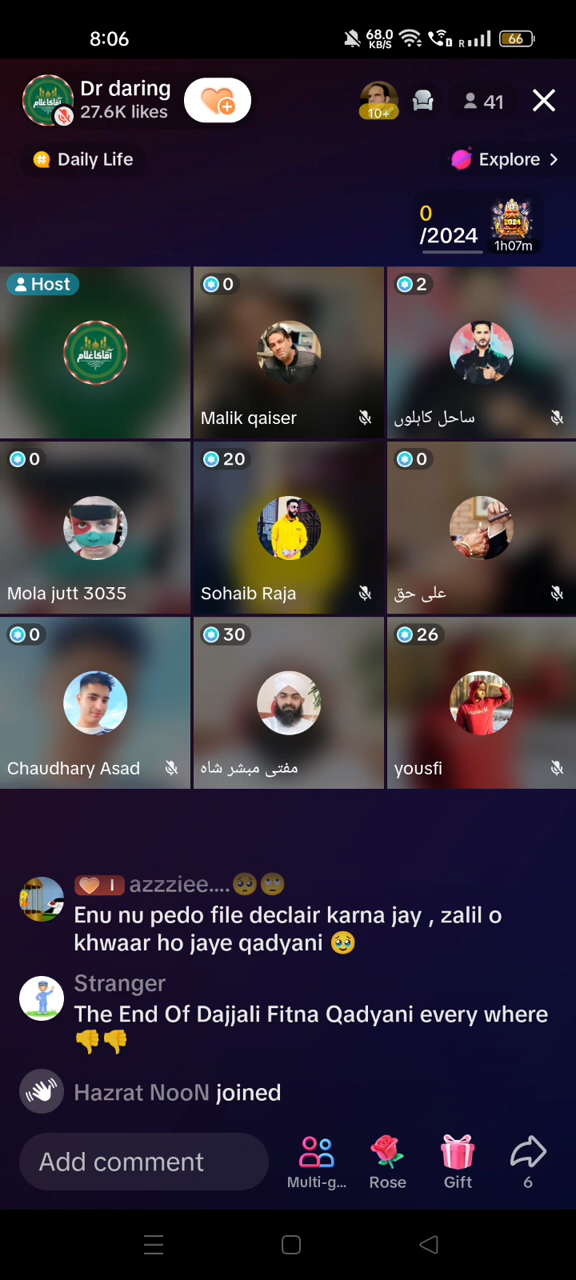 8:06
68.0
KB/S
R
66
Dr daring
27.6K likes
10+
41
Daily Life
Explore
0
/2024
2024
1h07m
Host
آقا کا غلام
0
Malik qaiser
2
ساحل کاہلوں
0
Mola jutt 3035
20
Sohaib Raja
0
علی حق
0
Chaudhary Asad
30
مفتی مبشر شاہ
26
yousfi
I azzziee....🥺🙄
Enu nu pedo file declair karna jay , zalil o
khwaar ho jaye qadyani 🥹
Stranger
The End Of Dajjali Fitna Qadyani every where
👎👎
Hazrat NooN joined
Add comment
Multi-g...
Rose
Gift
6